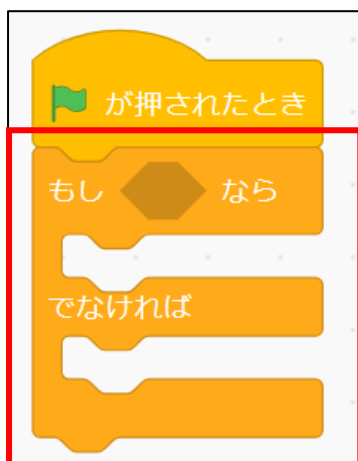 が押されたとき
もし なら
でなければ